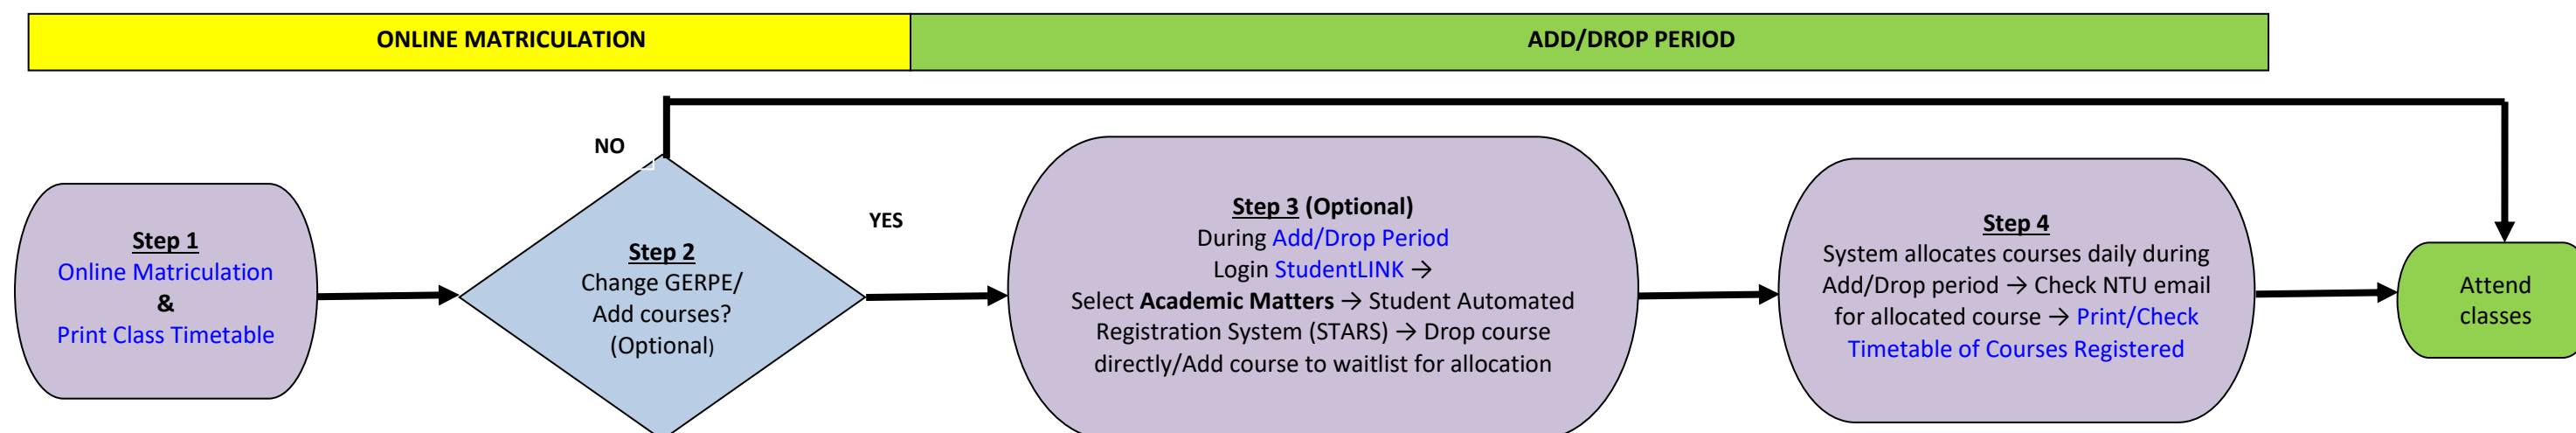 ONLINE MATRICULATION
ADD/DROP PERIOD
NO
YES
Step 1
Online Matriculation
&
Print Class Timetable
Step 2
Change GERPE/
Add courses?
(Optional)
Step 3 (Optional)
During Add/Drop Period
Login StudentLINK →
Select Academic Matters → Student Automated
Registration System (STARS) → Drop course
directly/Add course to waitlist for allocation
Step 4
System allocates courses daily during
Add/Drop period → Check NTU email
for allocated course → Print/Check
Timetable of Courses Registered
Attend
classes